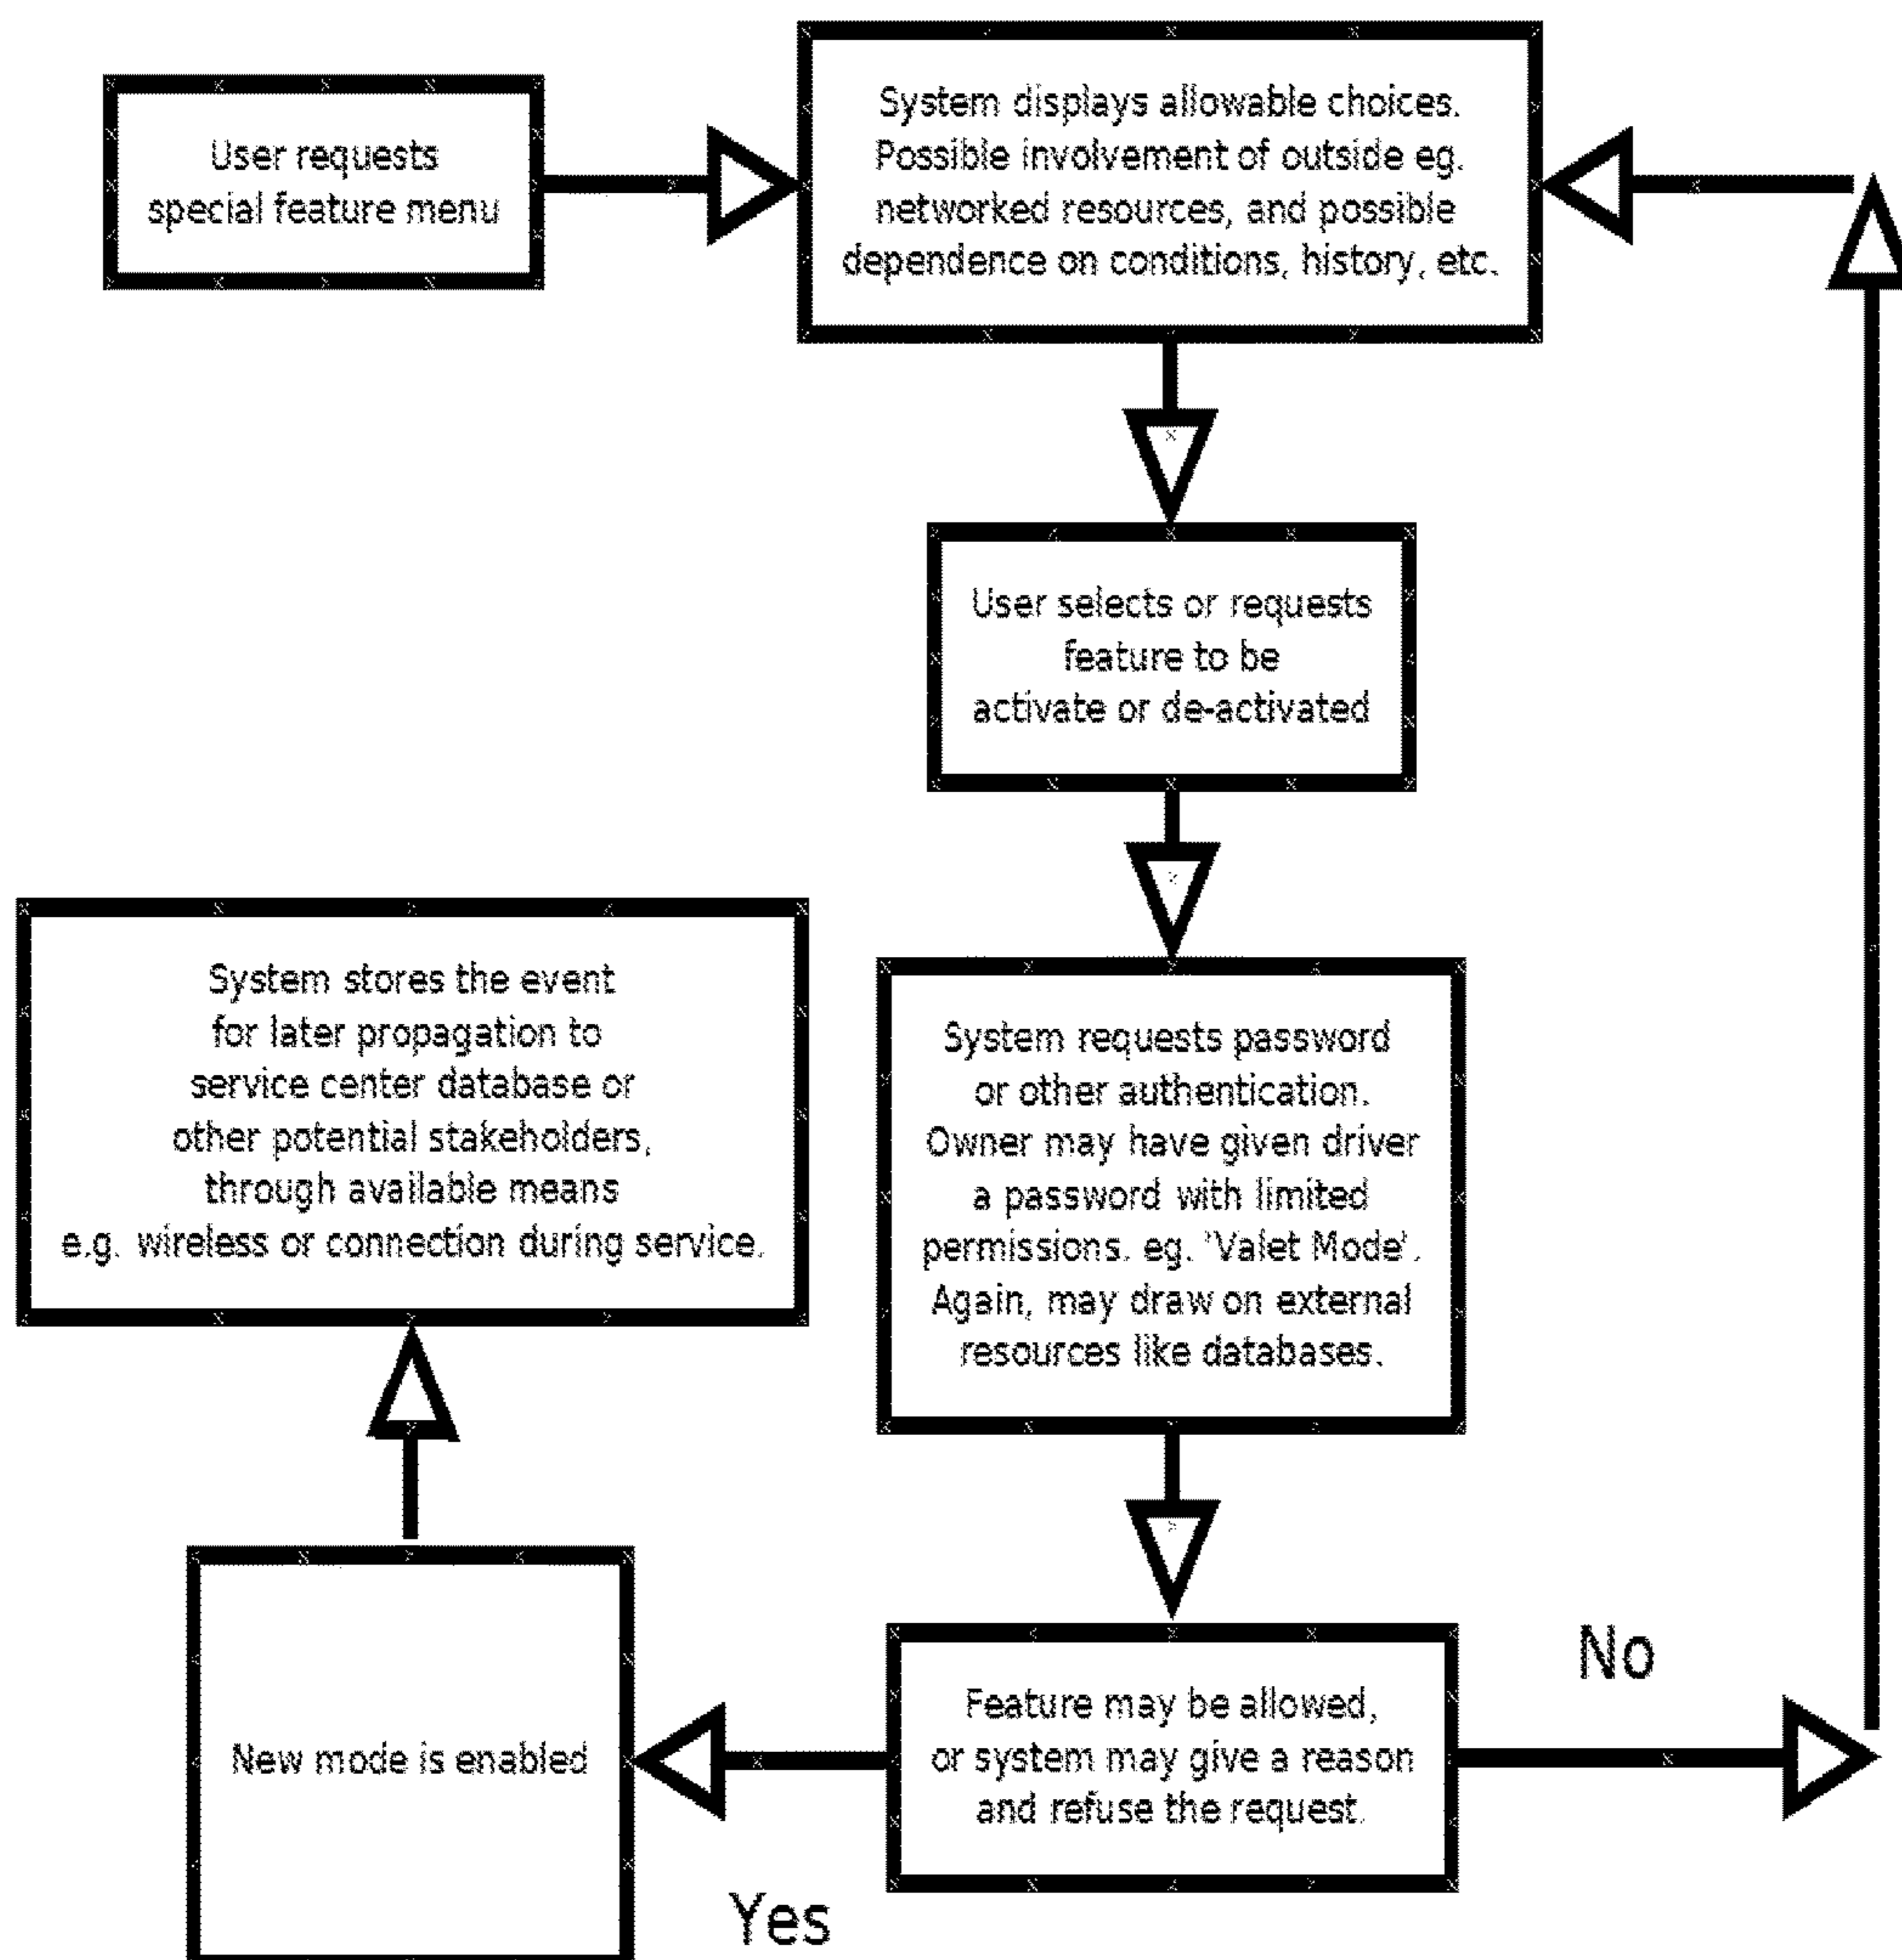 User requests
special feature menu
System displays allowable choices.
Possible involvement of outside eg.
networked resources, and possible
dependence on conditions, history, etc.
User selects or requests
feature to be
activate or de-activated
System requests password
or other authentication.
Owner may have given driver
a password with limited
permissions. eg. 'Valet Mode'.
Again, may draw on external
resources like databases.
Feature may be allowed,
or system may give a reason
and refuse the request.
No
Yes
New mode is enabled
System stores the event
for later propagation to
service center database or
other potential stakeholders,
through available means
e.g. wireless or connection during service.